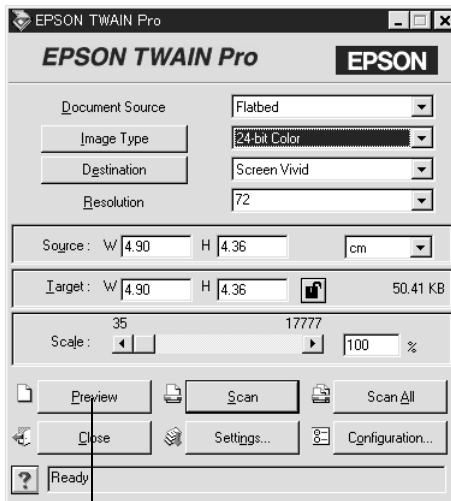 EPSON TWAIN Pro
EPSON TWAIN Pro EPSON
Document Source Flatbed
Image Type 24-bit Color
Destination Screen Vivid
Resolution 72
Source : W 4.90 H 4.36 cm
Target : W 4.90 H 4.36 50.41 KB
35 17777
Scale : 100 %
Preview Scan Scan All
Close Settings... Configuration...
? Ready